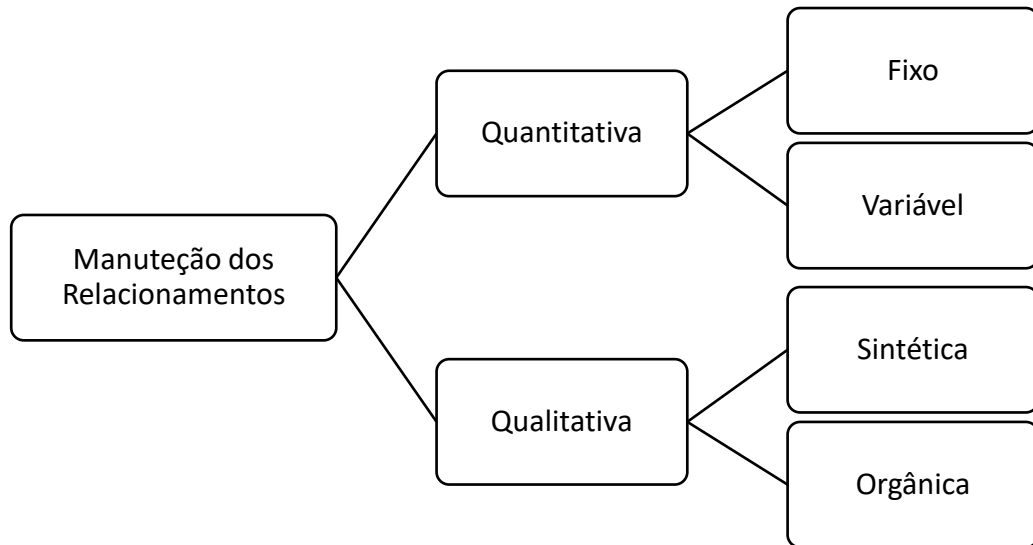 Manuteção dos
Relacionamentos
Quantitativa
Fixo
Variável
Qualitativa
Sintética
Orgânica